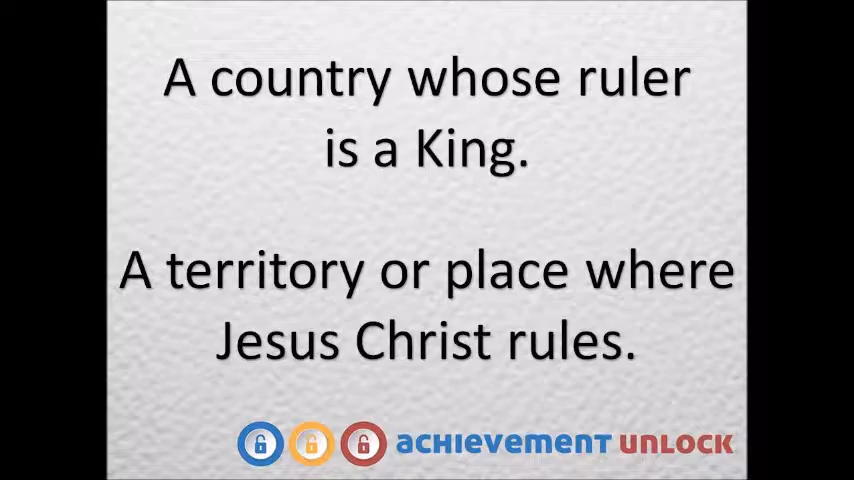 A country whose ruler
is a King.
A territory or place where
Jesus Christ rules.
ACHIEVEMENT UNLOCK